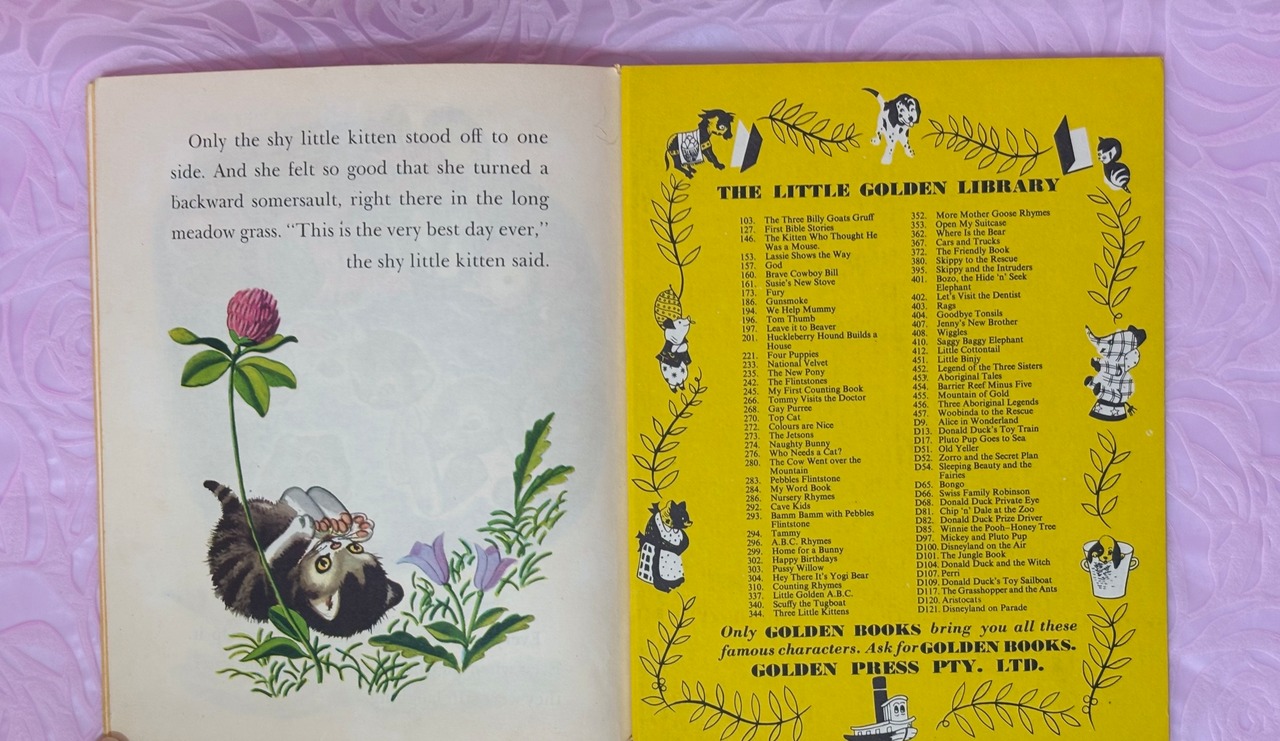 Only the shy little kitten stood off to one
side. And she felt so good that she turned a
backward somersault, right there in the long
meadow grass. “This is the very best day ever,”
the shy little kitten said.
THE LITTLE GOLDEN LIBRARY
103. The Three Billy Goats Gruff
127. First Bible Stories
146. The Kitten Who Thought He
Was a Mouse.
153. Lassie Shows the Way
157. God
160. Brave Cowboy Bill
161. Susie's New Stove
173. Fury
186. Gunsmoke
194. We Help Mummy
196. Tom Thumb
197. Leave it to Beaver
201. Huckleberry Hound Builds a
House
221. Four Puppies
233. National Velvet
235. The New Pony
242. The Flintstones
245. My First Counting Book
266. Tommy Visits the Doctor
268. Gay Purree
270. Top Cat
272. Colours are Nice
273. The Jetsons
274. Naughty Bunny
276. Who Needs a Cat?
280. The Cow Went over the
Mountain
283. Pebbles Flintstone
284. My Word Book
286. Nursery Rhymes
292. Cave Kids
293. Bamm Bamm with Pebbles
Flintstone
294. Tammy
296. A.B.C. Rhymes
299. Home for a Bunny
302. Happy Birthdays
303. Pussy Willow
304. Hey There It's Yogi Bear
310. Counting Rhymes
337. Little Golden A.B.C.
340. Scuffy the Tugboat
344. Three Little Kittens
352. More Mother Goose Rhymes
353. Open My Suitcase
362. Where Is the Bear
367. Cars and Trucks
372. The Friendly Book
380. Skippy to the Rescue
395. Skippy and the Intruders
401. Bozo, the Hide 'n' Seek
Elephant
402. Let's Visit the Dentist
403. Rags
404. Goodbye Tonsils
407. Jenny's New Brother
408. Wiggles
410. Saggy Baggy Elephant
412. Little Cottontail
451. Little Binjy
452. Legend of the Three Sisters
453. Aboriginal Tales
454. Barrier Reef Minus Five
455. Mountain of Gold
456. Three Aboriginal Legends
457. Woobinda to the Rescue
D9. Alice in Wonderland
D13. Donald Duck's Toy Train
D17. Pluto Pup Goes to Sea
D51. Old Yeller
D52. Zorro and the Secret Plan
D54. Sleeping Beauty and the
Fairies
D65. Bongo
D66. Swiss Family Robinson
D68. Donald Duck Private Eye
D81. Chip 'n' Dale at the Zoo
D82. Donald Duck Prize Driver
D85. Winnie the Pooh–Honey Tree
D97. Mickey and Pluto Pup
D100. Disneyland on the Air
D101. The Jungle Book
D104. Donald Duck and the Witch
D107. Perri
D109. Donald Duck's Toy Sailboat
D117. The Grasshopper and the Ants
D120. Aristocats
D121. Disneyland on Parade
Only GOLDEN BOOKS bring you all these
famous characters. Ask for GOLDEN BOOKS.
GOLDEN PRESS PTY. LTD.